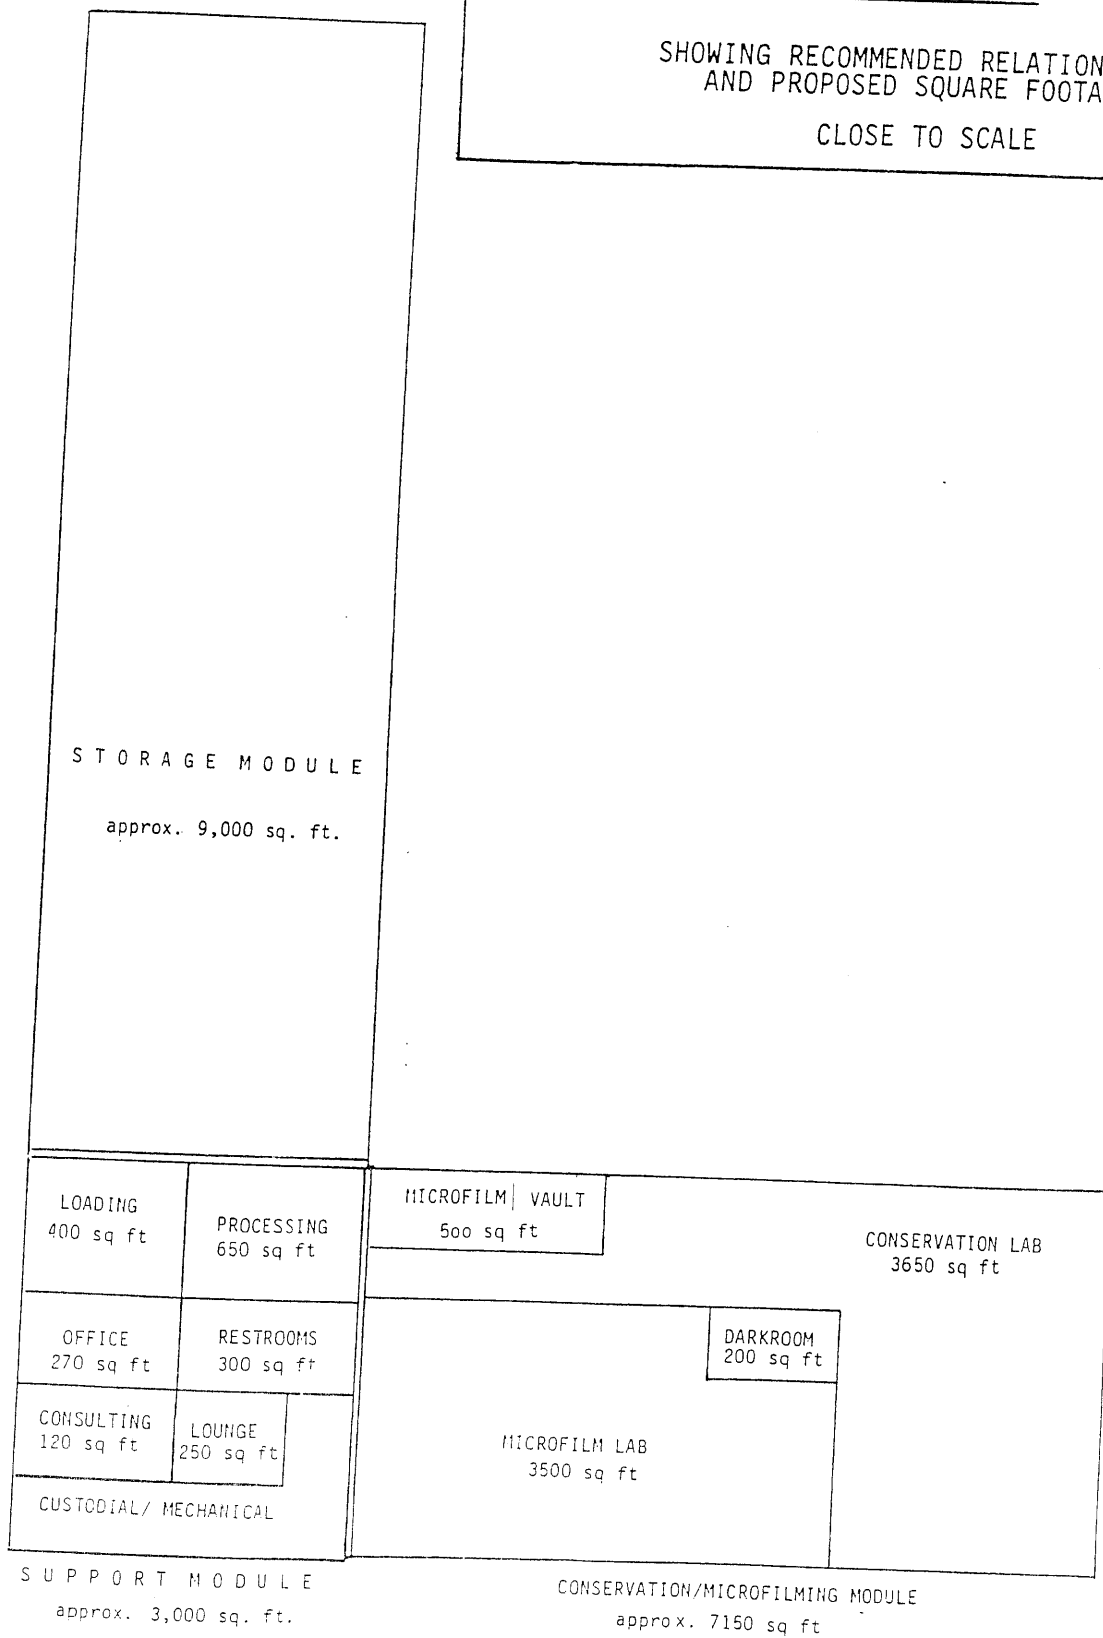 SHOWING RECOMMENDED RELATION
AND PROPOSED SQUARE FOOTA
CLOSE TO SCALE
STORAGE MODULE
approx. 9,000 sq. ft.
LOADING
400 sq ft
PROCESSING
650 sq ft
MICROFILM VAULT
500 sq ft
CONSERVATION LAB
3650 sq ft
OFFICE
270 sq ft
RESTROOMS
300 sq ft
DARKROOM
200 sq ft
CONSULTING
120 sq ft
LOUNGE
250 sq ft
MICROFILM LAB
3500 sq ft
CUSTODIAL/ MECHANICAL
SUPPORT MODULE
approx. 3,000 sq. ft.
CONSERVATION/MICROFILMING MODULE
approx. 7150 sq ft